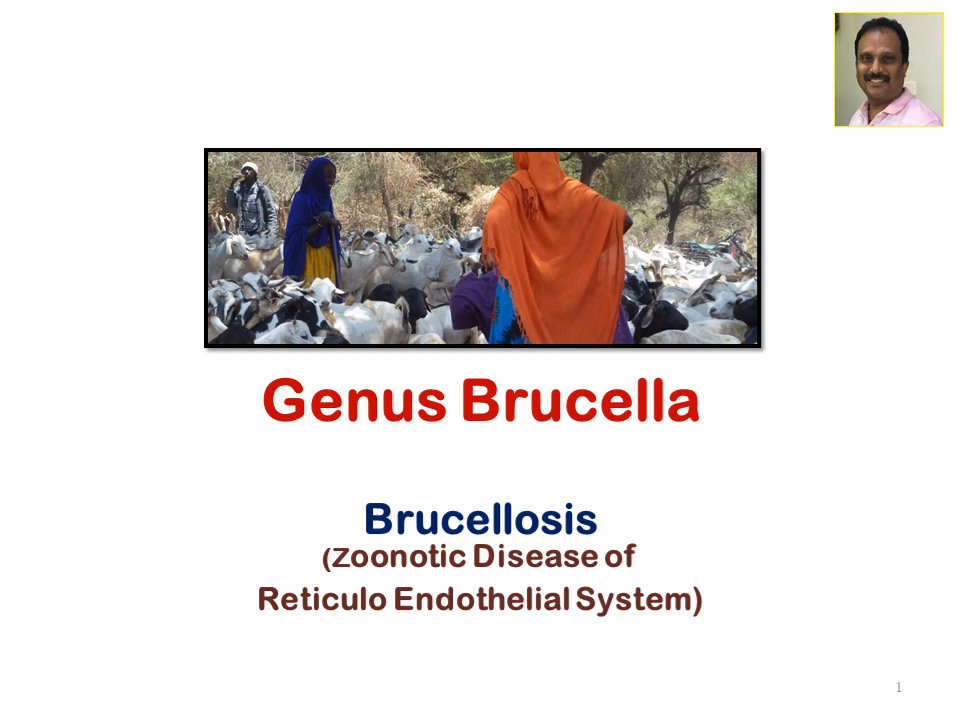 Genus Brucella
Brucellosis
(Zoonotic Disease of
Reticulo Endothelial System)
1